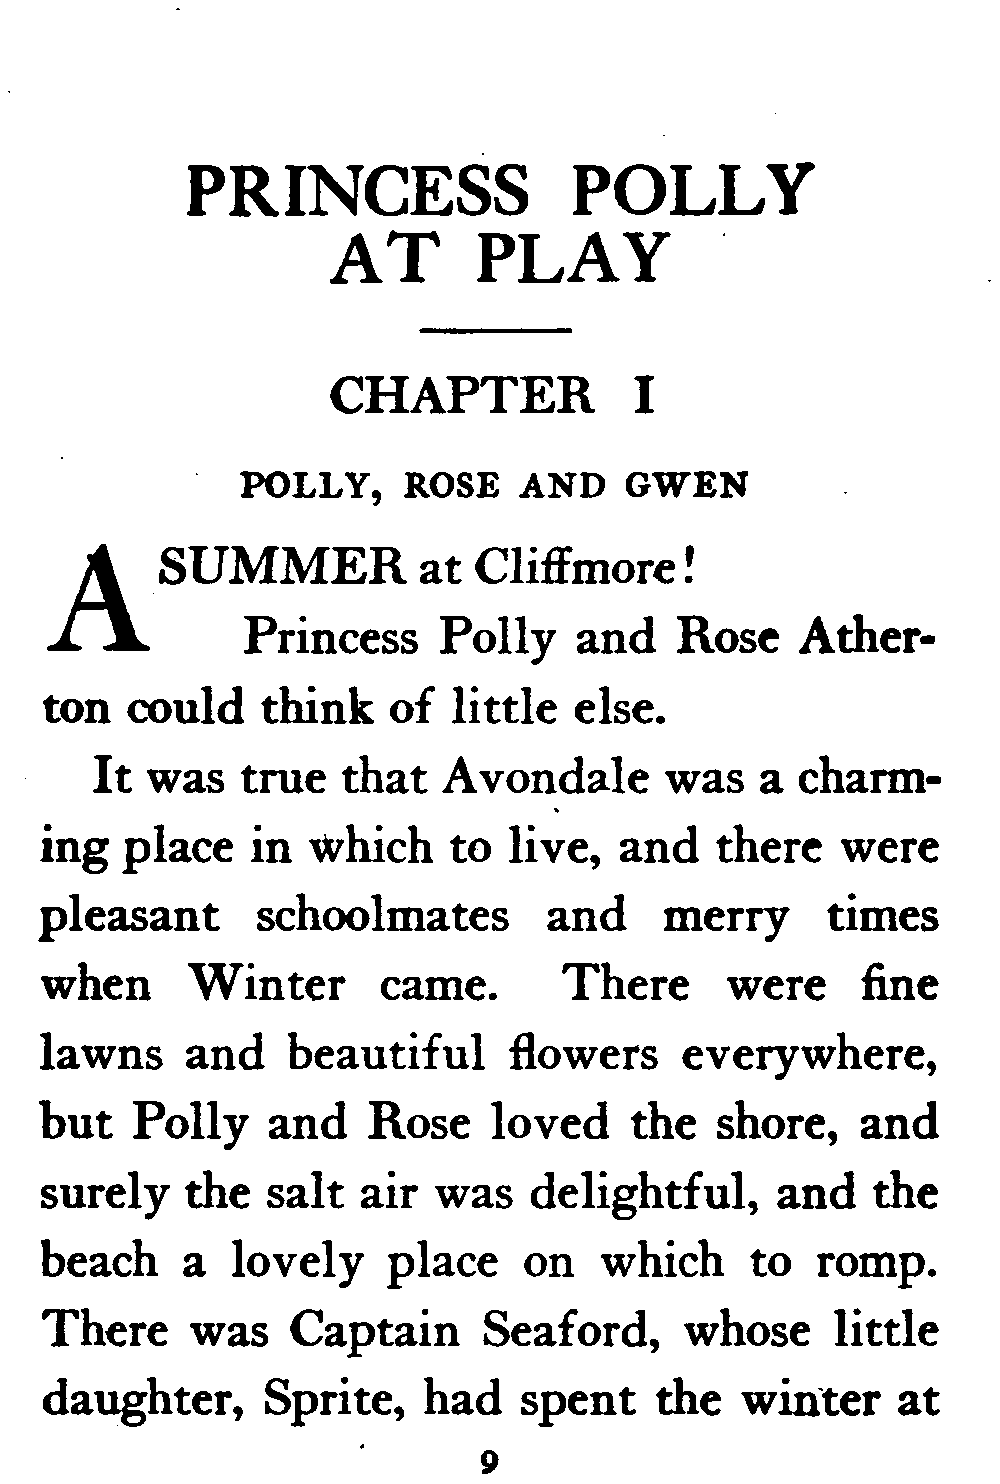 PRINCESS POLLY
AT PLAY
CHAPTER I
POLLY, ROSE AND GWEN
A SUMMER at Cliffmore!
Princess Polly and Rose Ather-
ton could think of little else.
It was true that Avondale was a charm-
ing place in which to live, and there were
pleasant schoolmates and merry times
when Winter came. There were fine
lawns and beautiful flowers everywhere,
but Polly and Rose loved the shore, and
surely the salt air was delightful, and the
beach a lovely place on which to romp.
There was Captain Seaford, whose little
daughter, Sprite, had spent the winter at
9